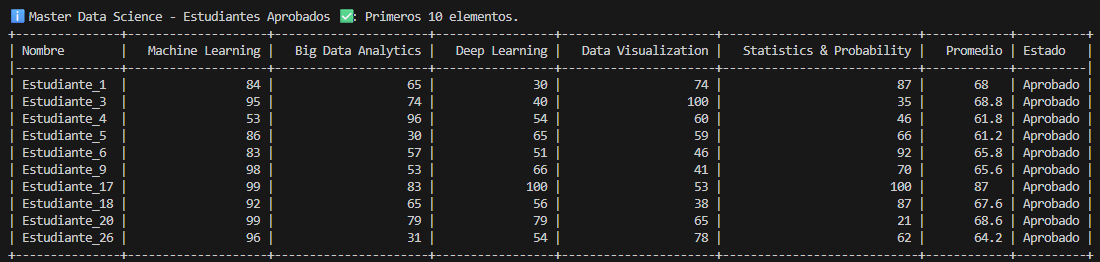 ℹ️ Master Data Science - Estudiantes Aprobados ✅: Primeros 10 elementos.
+---------------+--------------------+----------------------+-----------------+----------------------+----------------------------+------------+----------+
| Nombre | Machine Learning | Big Data Analytics | Deep Learning | Data Visualization | Statistics & Probability | Promedio | Estado |
|---------------+--------------------+----------------------+-----------------+----------------------+----------------------------+------------+----------|
| Estudiante_1 | 84 | 65 | 30 | 74 | 87 | 68 | Aprobado |
| Estudiante_3 | 95 | 74 | 40 | 100 | 35 | 68.8 | Aprobado |
| Estudiante_4 | 53 | 96 | 54 | 60 | 46 | 61.8 | Aprobado |
| Estudiante_5 | 86 | 30 | 65 | 59 | 66 | 61.2 | Aprobado |
| Estudiante_6 | 83 | 57 | 51 | 46 | 92 | 65.8 | Aprobado |
| Estudiante_9 | 98 | 53 | 66 | 41 | 70 | 65.6 | Aprobado |
| Estudiante_17 | 99 | 83 | 100 | 53 | 100 | 87 | Aprobado |
| Estudiante_18 | 92 | 65 | 56 | 38 | 87 | 67.6 | Aprobado |
| Estudiante_20 | 99 | 79 | 79 | 65 | 21 | 68.6 | Aprobado |
| Estudiante_26 | 96 | 31 | 54 | 78 | 62 | 64.2 | Aprobado |
+---------------+--------------------+----------------------+-----------------+----------------------+----------------------------+------------+----------+